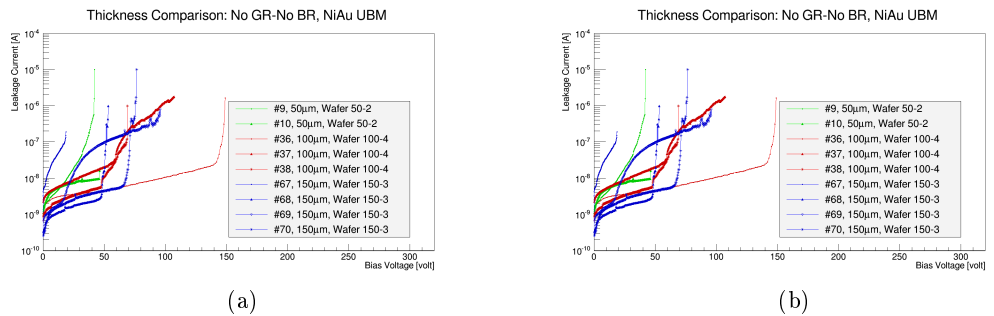 Thickness Comparison: No GR-No BR, NiAu UBM
Leakage Current [A]
10⁻⁴
10⁻⁵
10⁻⁶
10⁻⁷
10⁻⁸
10⁻⁹
10⁻¹⁰
#9, 50μm, Wafer 50-2
#10, 50μm, Wafer 50-2
#36, 100μm, Wafer 100-4
#37, 100μm, Wafer 100-4
#38, 100μm, Wafer 100-4
#67, 150μm, Wafer 150-3
#68, 150μm, Wafer 150-3
#69, 150μm, Wafer 150-3
#70, 150μm, Wafer 150-3
0 50 100 150 200 250 300
Bias Voltage [volt]
(a)
Thickness Comparison: No GR-No BR, NiAu UBM
Leakage Current [A]
10⁻⁴
10⁻⁵
10⁻⁶
10⁻⁷
10⁻⁸
10⁻⁹
10⁻¹⁰
#9, 50μm, Wafer 50-2
#10, 50μm, Wafer 50-2
#36, 100μm, Wafer 100-4
#37, 100μm, Wafer 100-4
#38, 100μm, Wafer 100-4
#67, 150μm, Wafer 150-3
#68, 150μm, Wafer 150-3
#69, 150μm, Wafer 150-3
#70, 150μm, Wafer 150-3
0 50 100 150 200 250 300
Bias Voltage [volt]
(b)